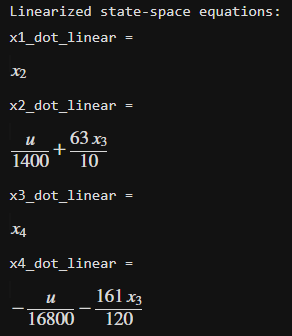 Linearized state-space equations:
x1_dot_linear =
x₂
x2_dot_linear =
u/1400 + 63 x₃/10
x3_dot_linear =
x₄
x4_dot_linear =
− u/16800 − 161 x₃/120